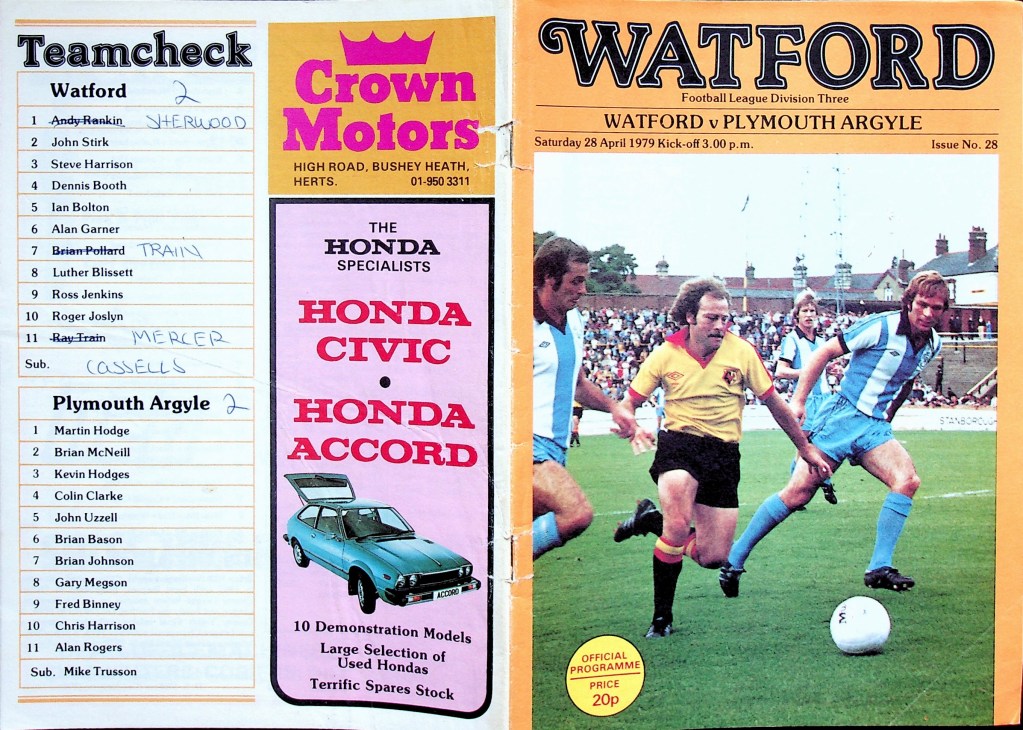 Teamcheck
Watford 2
1 Andy Rankin SHERWOOD
2 John Stirk
3 Steve Harrison
4 Dennis Booth
5 Ian Bolton
6 Alan Garner
7 Brian Pollard TRAIN
8 Luther Blissett
9 Ross Jenkins
10 Roger Joslyn
11 Ray Train MERCER
Sub. CASSELLS
Plymouth Argyle 2
1 Martin Hodge
2 Brian McNeill
3 Kevin Hodges
4 Colin Clarke
5 John Uzzell
6 Brian Bason
7 Brian Johnson
8 Gary Megson
9 Fred Binney
10 Chris Harrison
11 Alan Rogers
Sub. Mike Trusson
Crown
Motors
HIGH ROAD, BUSHEY HEATH,
HERTS. 01-950 3311
THE
HONDA
SPECIALISTS
HONDA
CIVIC
•
HONDA
ACCORD
ACCORD
10 Demonstration Models
Large Selection of
Used Hondas
Terrific Spares Stock
WATFORD
Football League Division Three
WATFORD v PLYMOUTH ARGYLE
Saturday 28 April 1979 Kick-off 3.00 p.m. Issue No. 28
STANBOROUGH
OFFICIAL
PROGRAMME
PRICE
20p